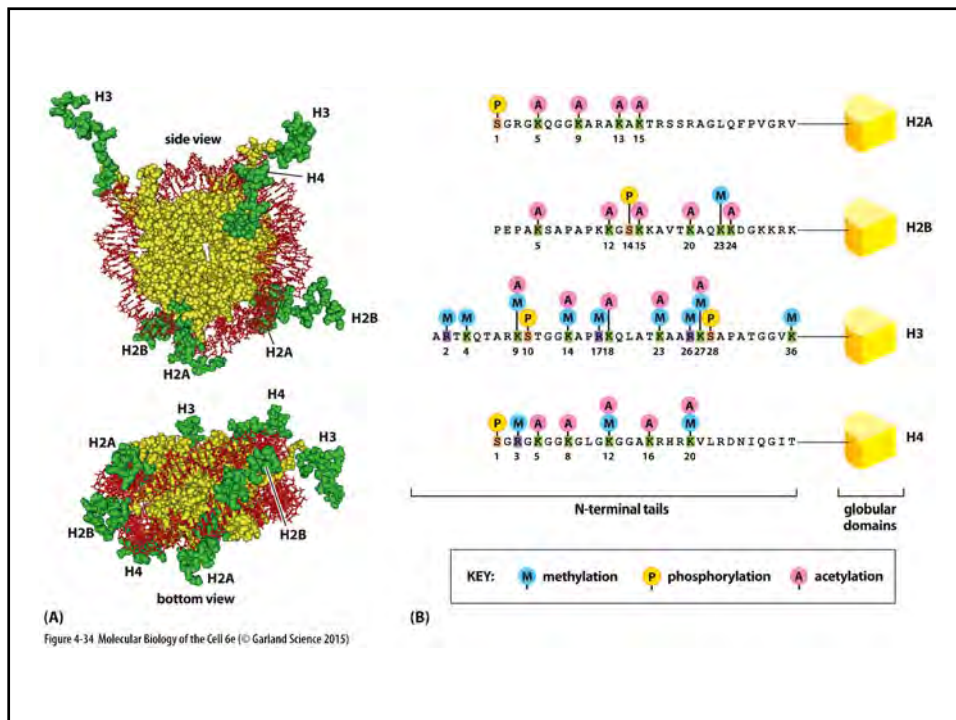 H3
H3
side view
H4
H2B
H2B
H2A
H2A
H4
H3
H2A
H3
H2B
H2B
H4
H2A
bottom view
(A)
P A A A A
SGRGKQGGKARAKAKTRSSRAGLQFPVGRV H2A
1 5 9 13 15
P M
A A A A A
PEPAKSAPAPKKGSKKAVTKAQKKDGKKRK H2B
5 12 14 15 20 23 24
A A
A M A A A M
M M P M M M M P M
ARTKQTARKSTGGKAPRKQLATKAARKSAPATGGVK H3
2 4 9 10 14 17 18 23 26 27 28 36
A A
P M A A M A M
SGRGKGGKGLGKGGAKRHRKVLRDNIQGIT H4
1 3 5 8 12 16 20
N-terminal tails
globular
domains
KEY: M methylation P phosphorylation A acetylation
(B)
Figure 4-34 Molecular Biology of the Cell 6e (© Garland Science 2015)